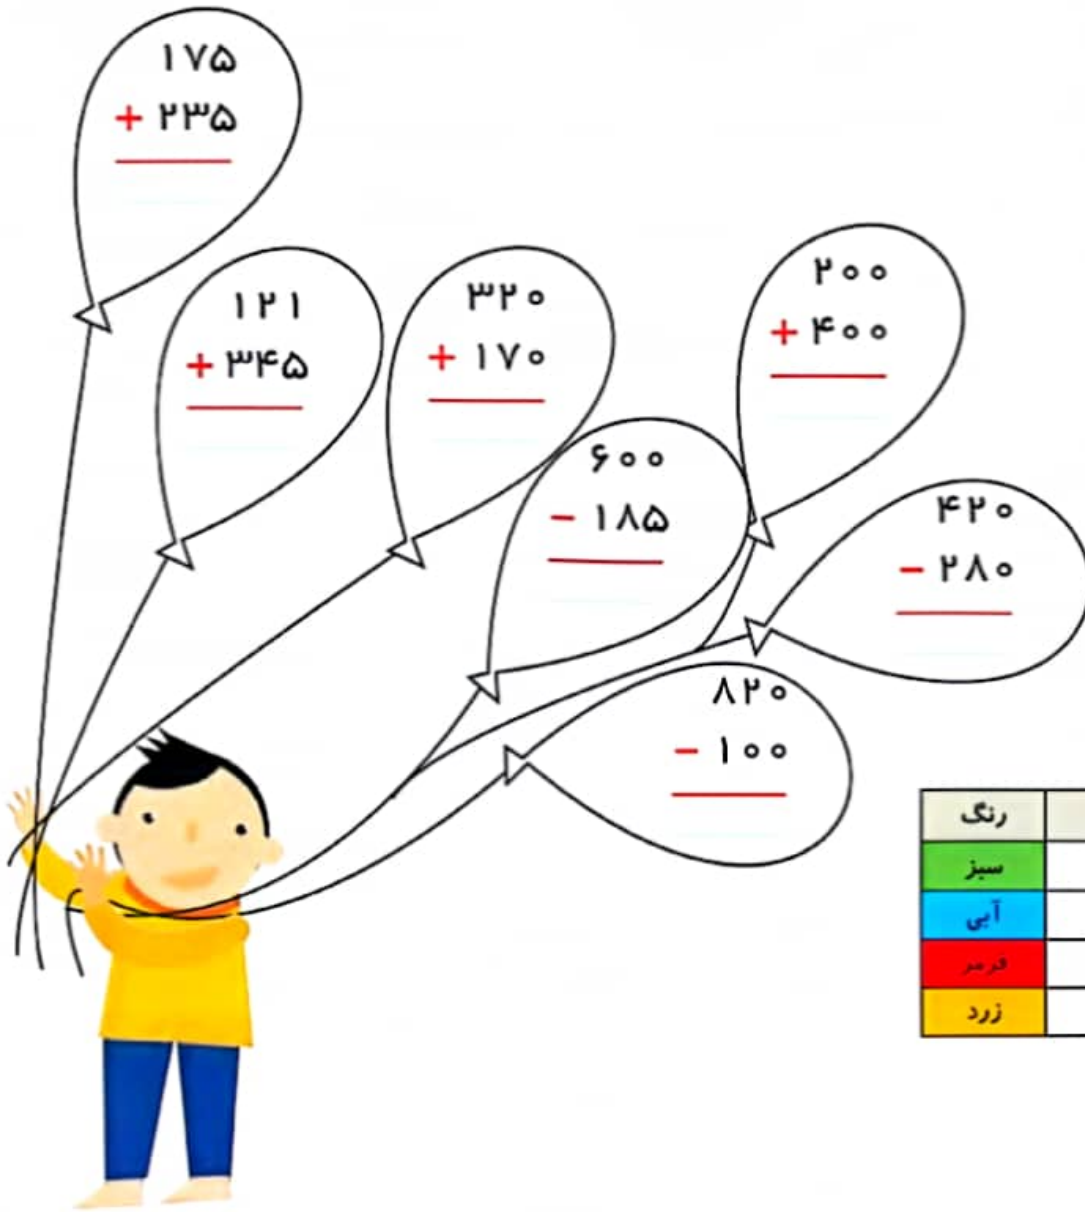 ۱۷۵
+ ۲۳۵
۱۲۱
+ ۳۴۵
۳۲۰
+ ۱۷۰
۲۰۰
+ ۴۰۰
۶۰۰
- ۱۸۵
۴۲۰
- ۲۸۰
۸۲۰
- ۱۰۰
رنگ
سبز
آبی
قرمز
زرد